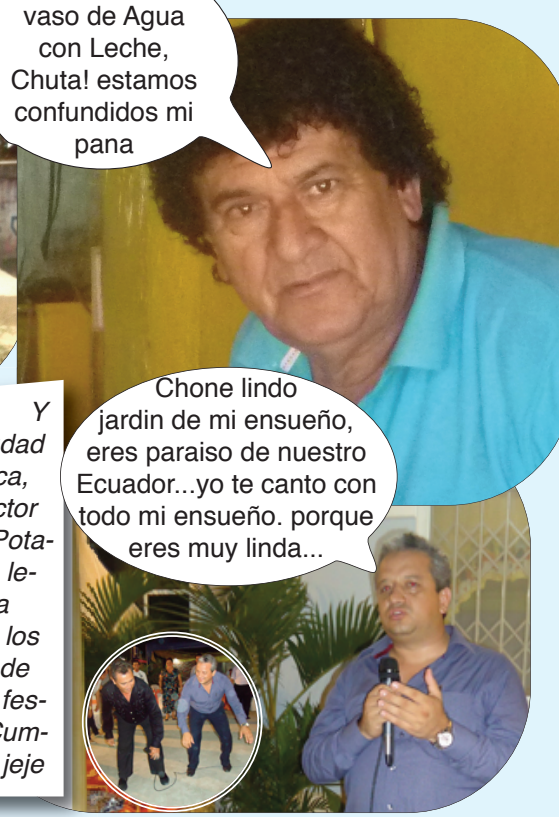 vaso de Agua
con Leche,
Chuta! estamos
confundidos mi
pana
Chone lindo
jardin de mi ensueño,
eres paraiso de nuestro
Ecuador...yo te canto con
todo mi ensueño. porque
eres muy linda...
Y
dad
ca,
ctor
Pota-
le-
a
los
de
fes-
Cum-
jeje